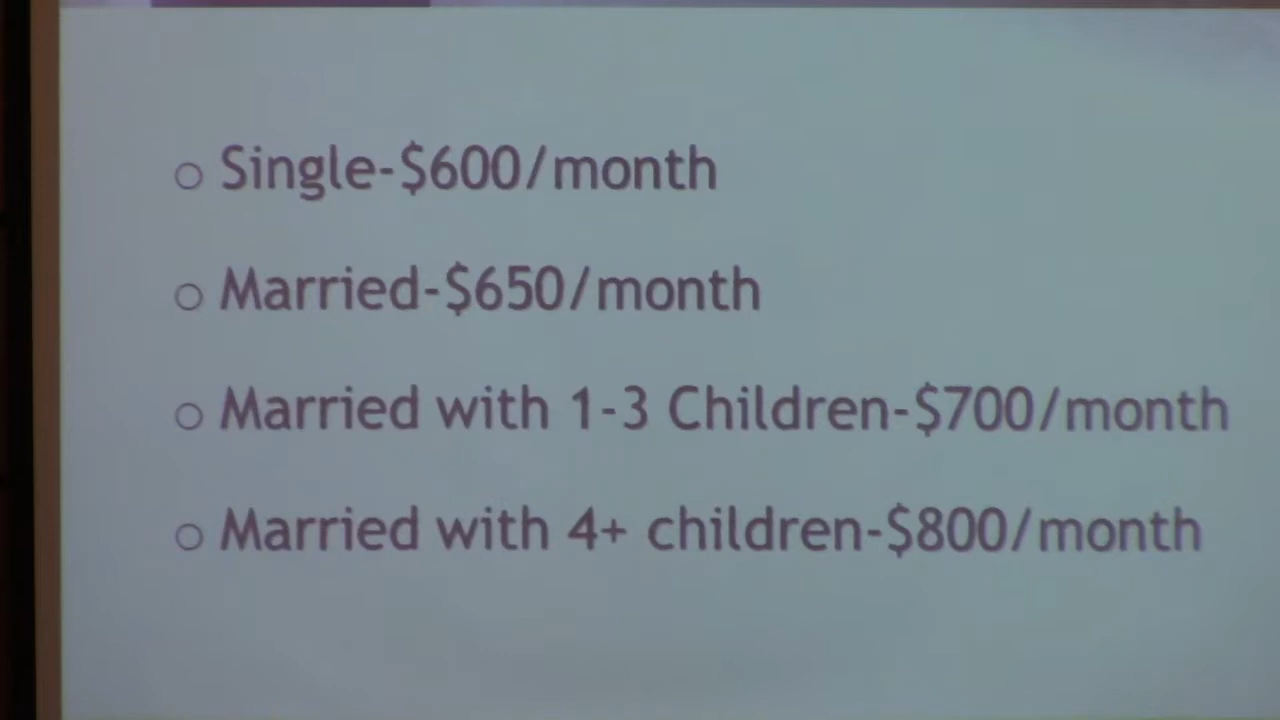 Single-$600/month
Married-$650/month
Married with 1-3 Children-$700/month
Married with 4+ children-$800/month